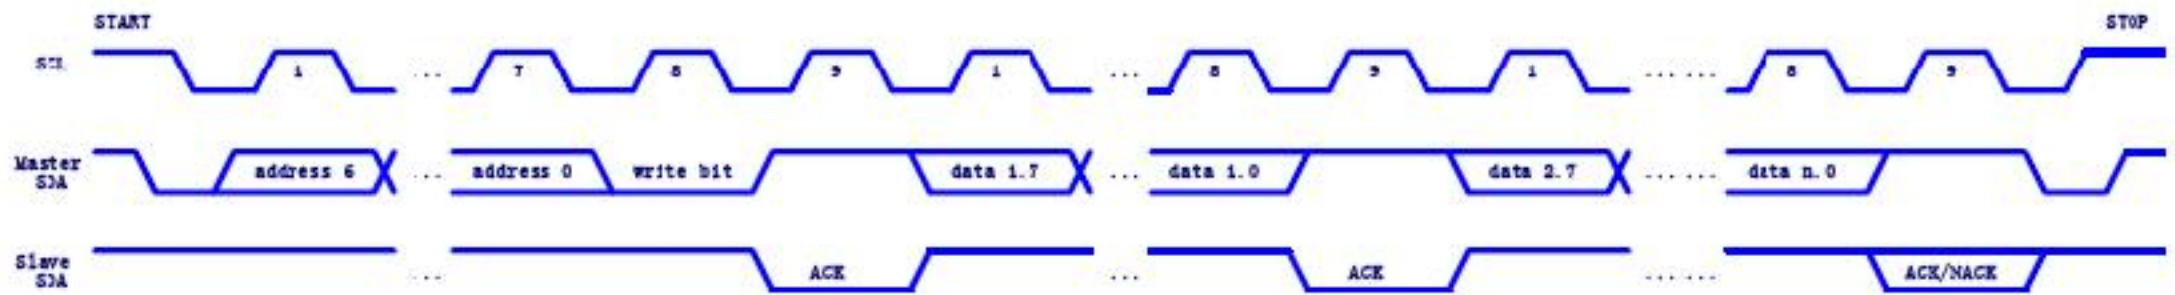 START STOP
SCL 1 ... 7 8 9 1 ... 8 9 1 ... ... 8 9
Master
SDA address 6 ... address 0 write bit data 1.7 ... data 1.0 data 2.7 ... ... data n.0
Slave
SDA ... ACK ... ACK ... ... ACK/NACK